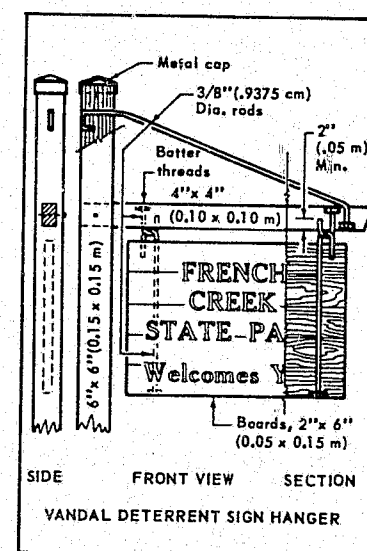 Metal cap
3/8"(.9375 cm)
Dia. rods
2"
(.05 m)
Min.
Batter
threads
4"x 4"
(0.10 x 0.10 m)
6"x 6"(0.15 x 0.15 m)
FRENCH
CREEK
STATE-PA
Welcomes Y
Boards, 2"x 6"
(0.05 x 0.15 m)
SIDE FRONT VIEW SECTION
VANDAL DETERRENT SIGN HANGER